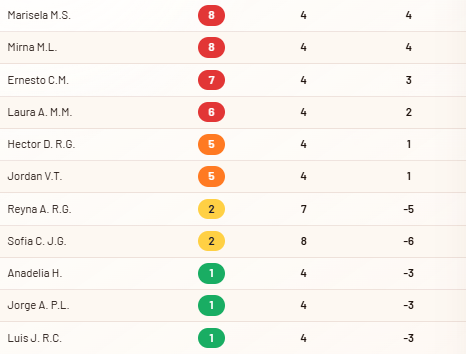 Marisela M.S. 8 4 4
Mirna M.L. 8 4 4
Ernesto C.M. 7 4 3
Laura A. M.M. 6 4 2
Hector D. R.G. 5 4 1
Jordan V.T. 5 4 1
Reyna A. R.G. 2 7 -5
Sofia C. J.G. 2 8 -6
Anadelia H. 1 4 -3
Jorge A. P.L. 1 4 -3
Luis J. R.C. 1 4 -3